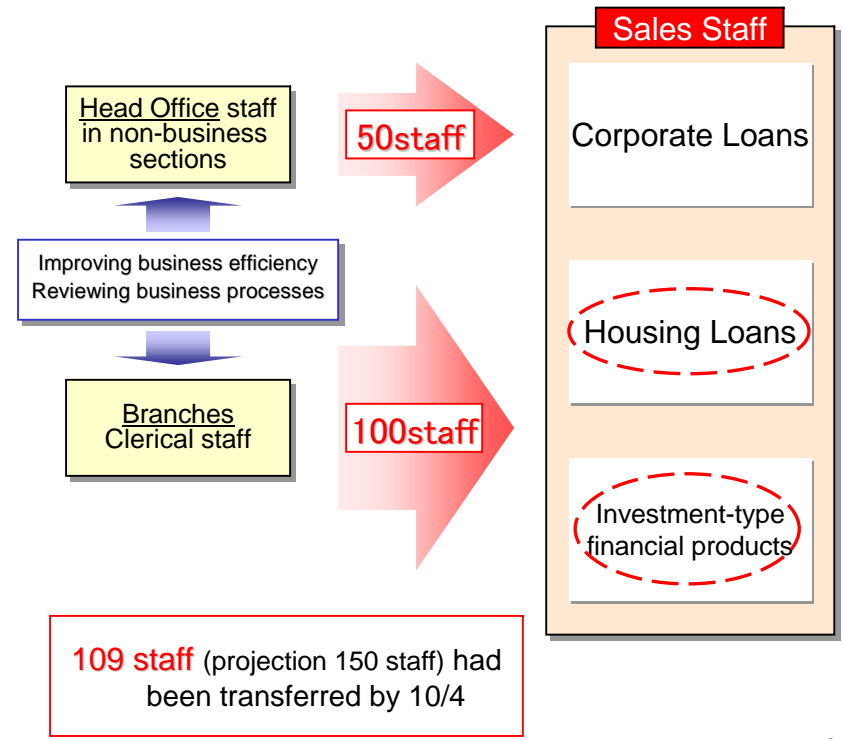 Sales Staff
Head Office staff
in non-business
sections
50staff
Corporate Loans
Improving business efficiency
Reviewing business processes
Housing Loans
Branches
Clerical staff
100staff
Investment-type
financial products
109 staff (projection 150 staff) had
been transferred by 10/4